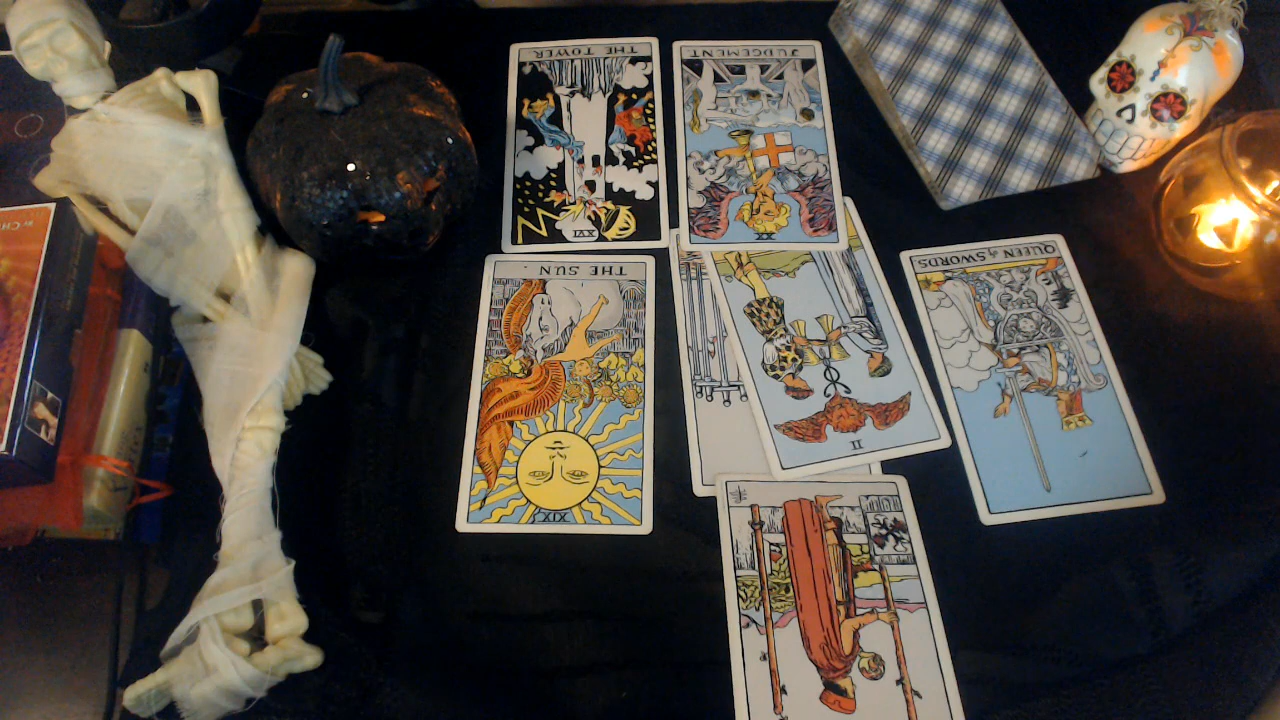 THE TOWER
XVI
JUDGEMENT
XX
THE SUN
XIX
II
QUEEN of SWORDS